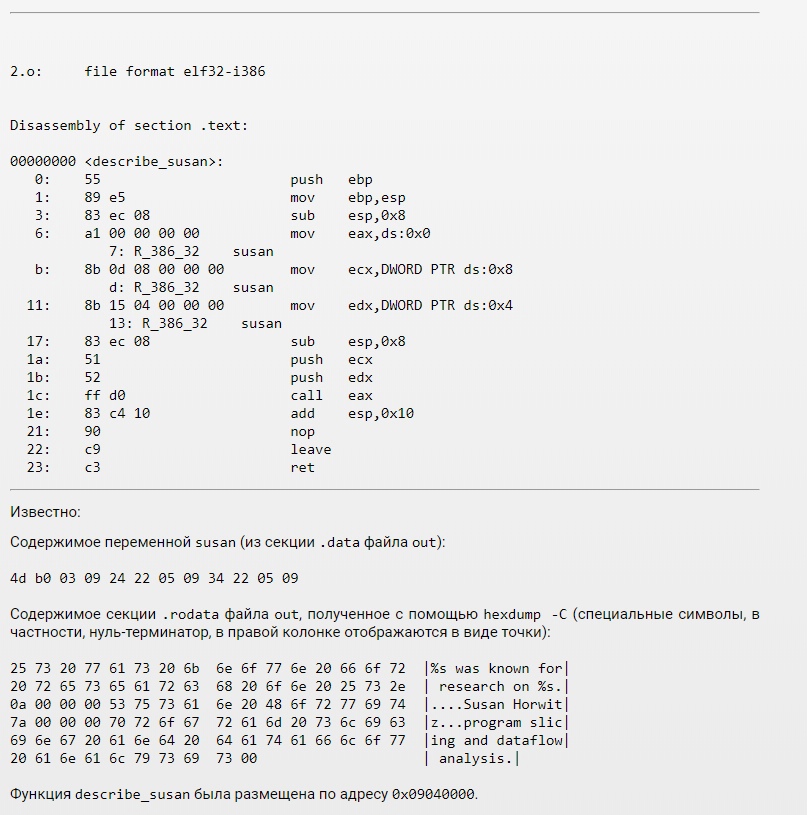 2.o:     file format elf32-i386
Disassembly of section .text:
00000000 <describe_susan>:
   0:    55                       push   ebp
   1:    89 e5                    mov    ebp,esp
   3:    83 ec 08                 sub    esp,0x8
   6:    a1 00 00 00 00           mov    eax,ds:0x0
            7: R_386_32    susan
   b:    8b 0d 08 00 00 00        mov    ecx,DWORD PTR ds:0x8
            d: R_386_32    susan
  11:    8b 15 04 00 00 00        mov    edx,DWORD PTR ds:0x4
            13: R_386_32    susan
  17:    83 ec 08                 sub    esp,0x8
  1a:    51                       push   ecx
  1b:    52                       push   edx
  1c:    ff d0                    call   eax
  1e:    83 c4 10                 add    esp,0x10
  21:    90                       nop
  22:    c9                       leave
  23:    c3                       ret
Известно:
Содержимое переменной susan (из секции .data файла out):
4d b0 03 09 24 22 05 09 34 22 05 09
Содержимое секции .rodata файла out, полученное с помощью hexdump -C (специальные символы, в
частности, нуль-терминатор, в правой колонке отображаются в виде точки):
25 73 20 77 61 73 20 6b  6e 6f 77 6e 20 66 6f 72  |%s was known for|
20 72 65 73 65 61 72 63  68 20 6f 6e 20 25 73 2e  | research on %s.|
0a 00 00 00 53 75 73 61  6e 20 48 6f 72 77 69 74  |....Susan Horwit|
7a 00 00 00 70 72 6f 67  72 61 6d 20 73 6c 69 63  |z...program slic|
69 6e 67 20 61 6e 64 20  64 61 74 61 66 6c 6f 77  |ing and dataflow|
20 61 6e 61 6c 79 73 69  73 00                    | analysis.|
Функция describe_susan была размещена по адресу 0x09040000.